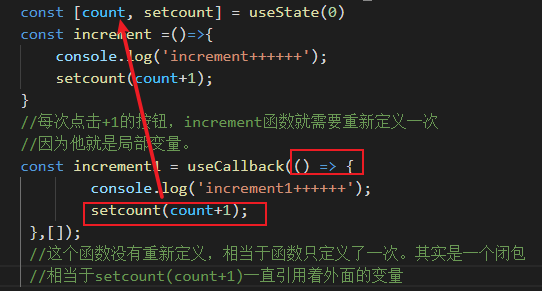 const [count, setcount] = useState(0)
const increment =()=>{
console.log('increment++++++');
setcount(count+1);
}
//每次点击+1的按钮，increment函数就需要重新定义一次
//因为他就是局部变量。
const increment1 = useCallback(() => {
console.log('increment1++++++');
setcount(count+1);
},[]);
//这个函数没有重新定义，相当于函数只定义了一次。其实是一个闭包
//相当于setcount(count+1)一直引用着外面的变量